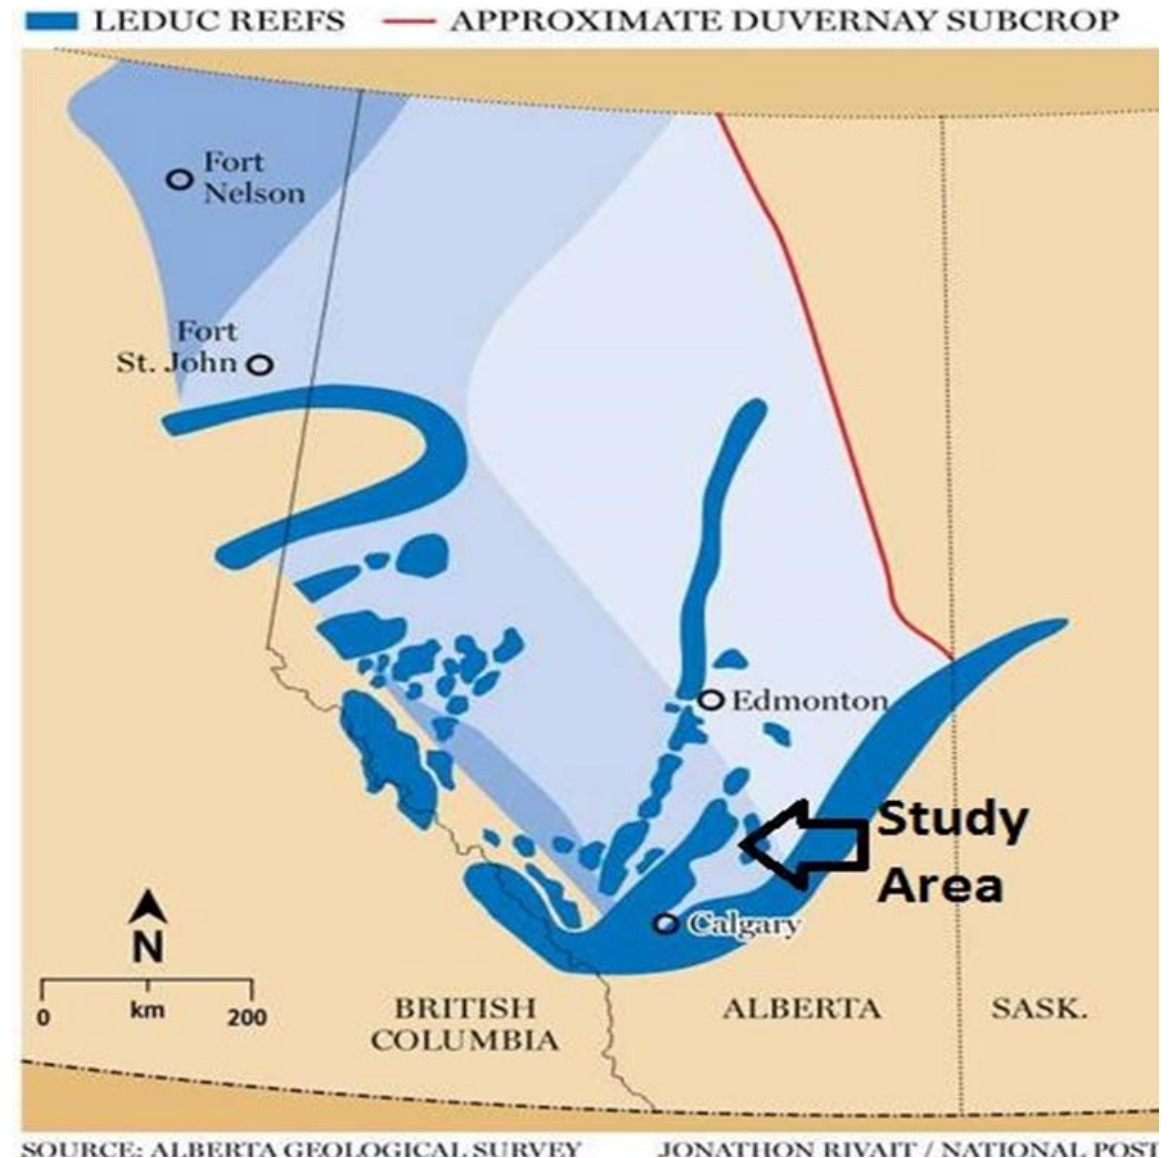 LEDUC REEFS
APPROXIMATE DUVERNAY SUBCROP
Fort
Nelson
Fort
St. John
Edmonton
Study
Area
Calgary
N
0
km
200
BRITISH
COLUMBIA
ALBERTA
SASK.
SOURCE: ALBERTA GEOLOGICAL SURVEY
JONATHON RIVAIT / NATIONAL POST